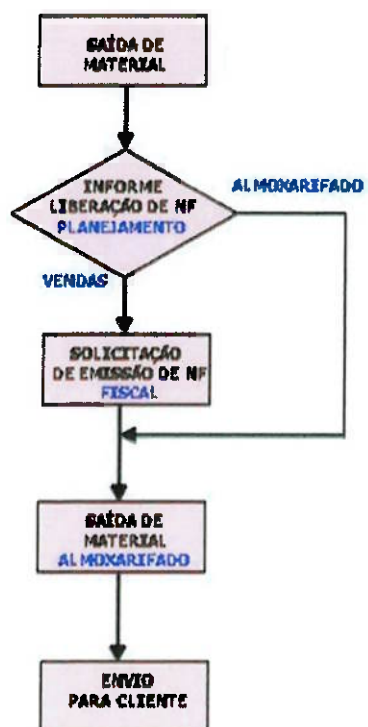 SAÍDA DE
MATERIAL
INFORME
LIBERAÇÃO DE NF
PLANEJAMENTO
ALMOXARIFADO
VENDAS
SOLICITAÇÃO
DE EMISSÃO DE NF
FISCAL
SAÍDA DE
MATERIAL
ALMOXARIFADO
ENVIO
PARA CLIENTE